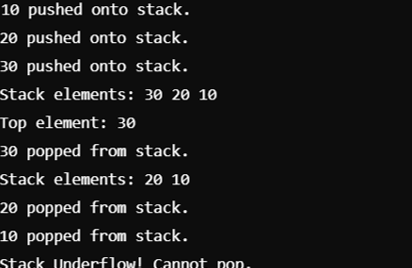 10 pushed onto stack.
20 pushed onto stack.
30 pushed onto stack.
Stack elements: 30 20 10
Top element: 30
30 popped from stack.
Stack elements: 20 10
20 popped from stack.
10 popped from stack.
Stack Underflow! Cannot pop.